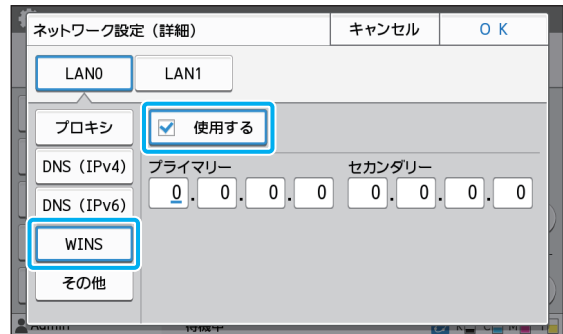 ネットワーク設定 (詳細)
キャンセル
OK
LAN0
LAN1
プロキシ
使用する
DNS (IPv4)
プライマリー
セカンダリー
0.0.0.0
0.0.0.0
DNS (IPv6)
WINS
その他
Admin
待機中
K C M Y